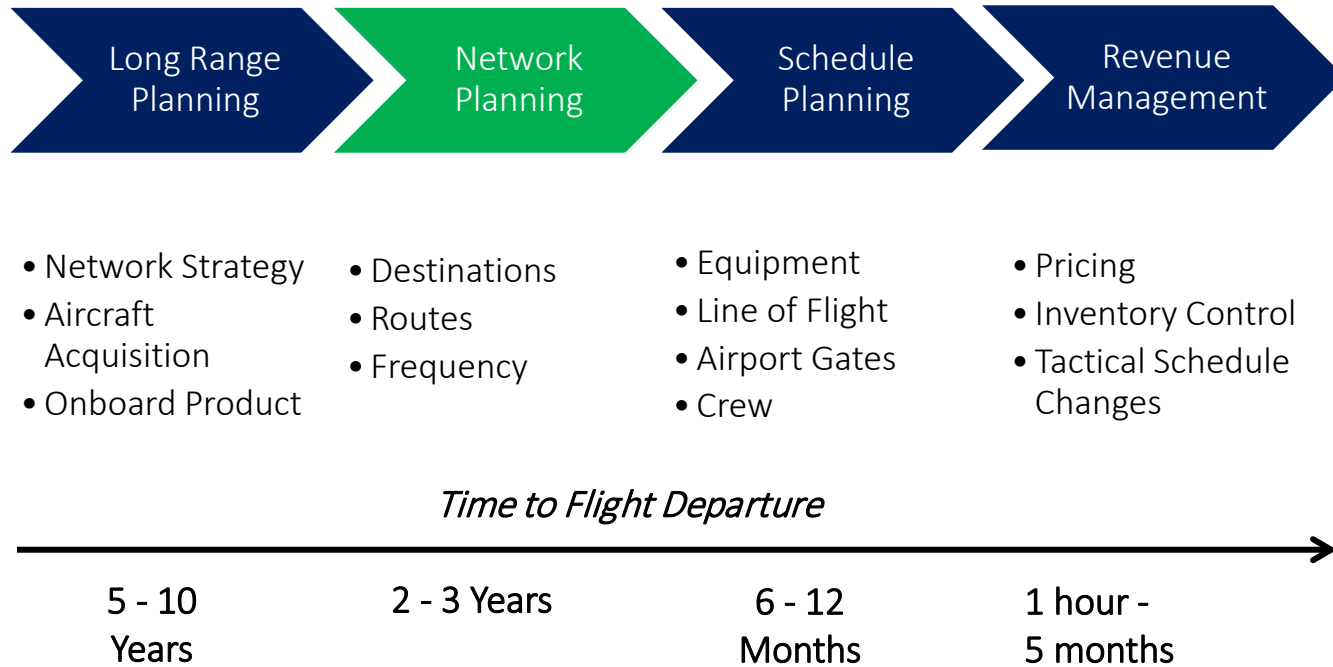 Long Range
Planning
Network
Planning
Schedule
Planning
Revenue
Management
• Network Strategy
• Aircraft
Acquisition
• Onboard Product
• Destinations
• Routes
• Frequency
• Equipment
• Line of Flight
• Airport Gates
• Crew
• Pricing
• Inventory Control
• Tactical Schedule
Changes
Time to Flight Departure
5 - 10
Years
2 - 3 Years
6 - 12
Months
1 hour -
5 months